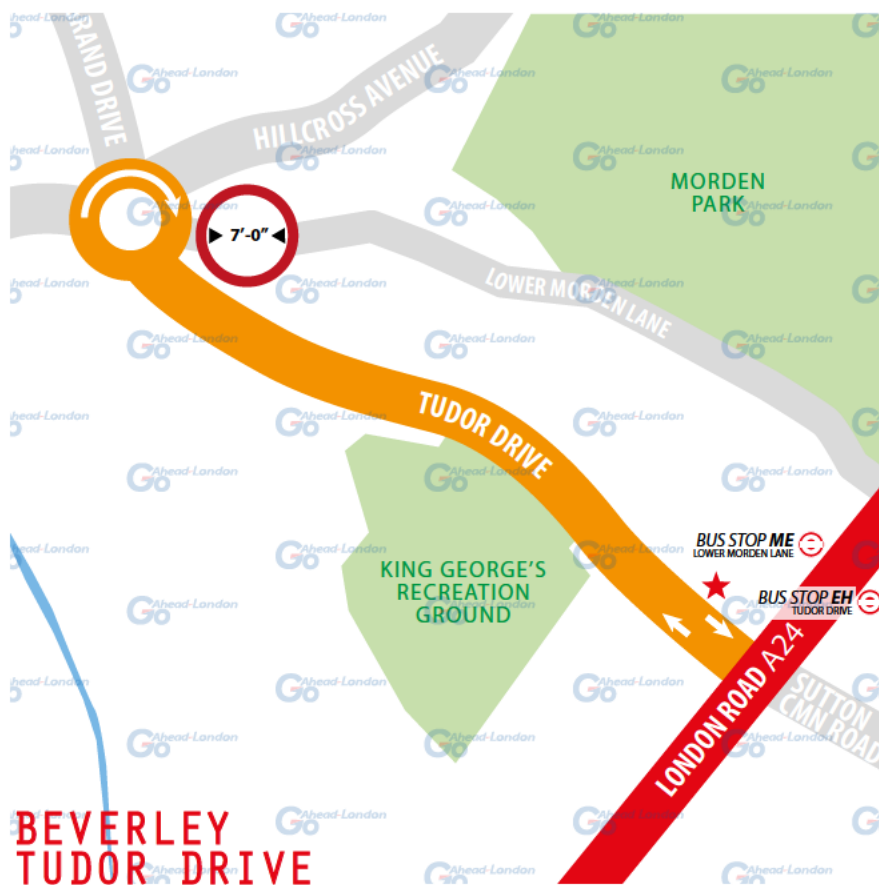 GRAND DRIVE
HILLCROSS AVENUE
MORDEN
PARK
7'-0"
LOWER MORDEN LANE
TUDOR DRIVE
BUS STOP ME
LOWER MORDEN LANE
KING GEORGE'S
RECREATION
GROUND
BUS STOP EH
TUDOR DRIVE
LONDON ROAD A24
SUTTON
CMN ROAD
BEVERLEY
TUDOR DRIVE
Go Ahead-London